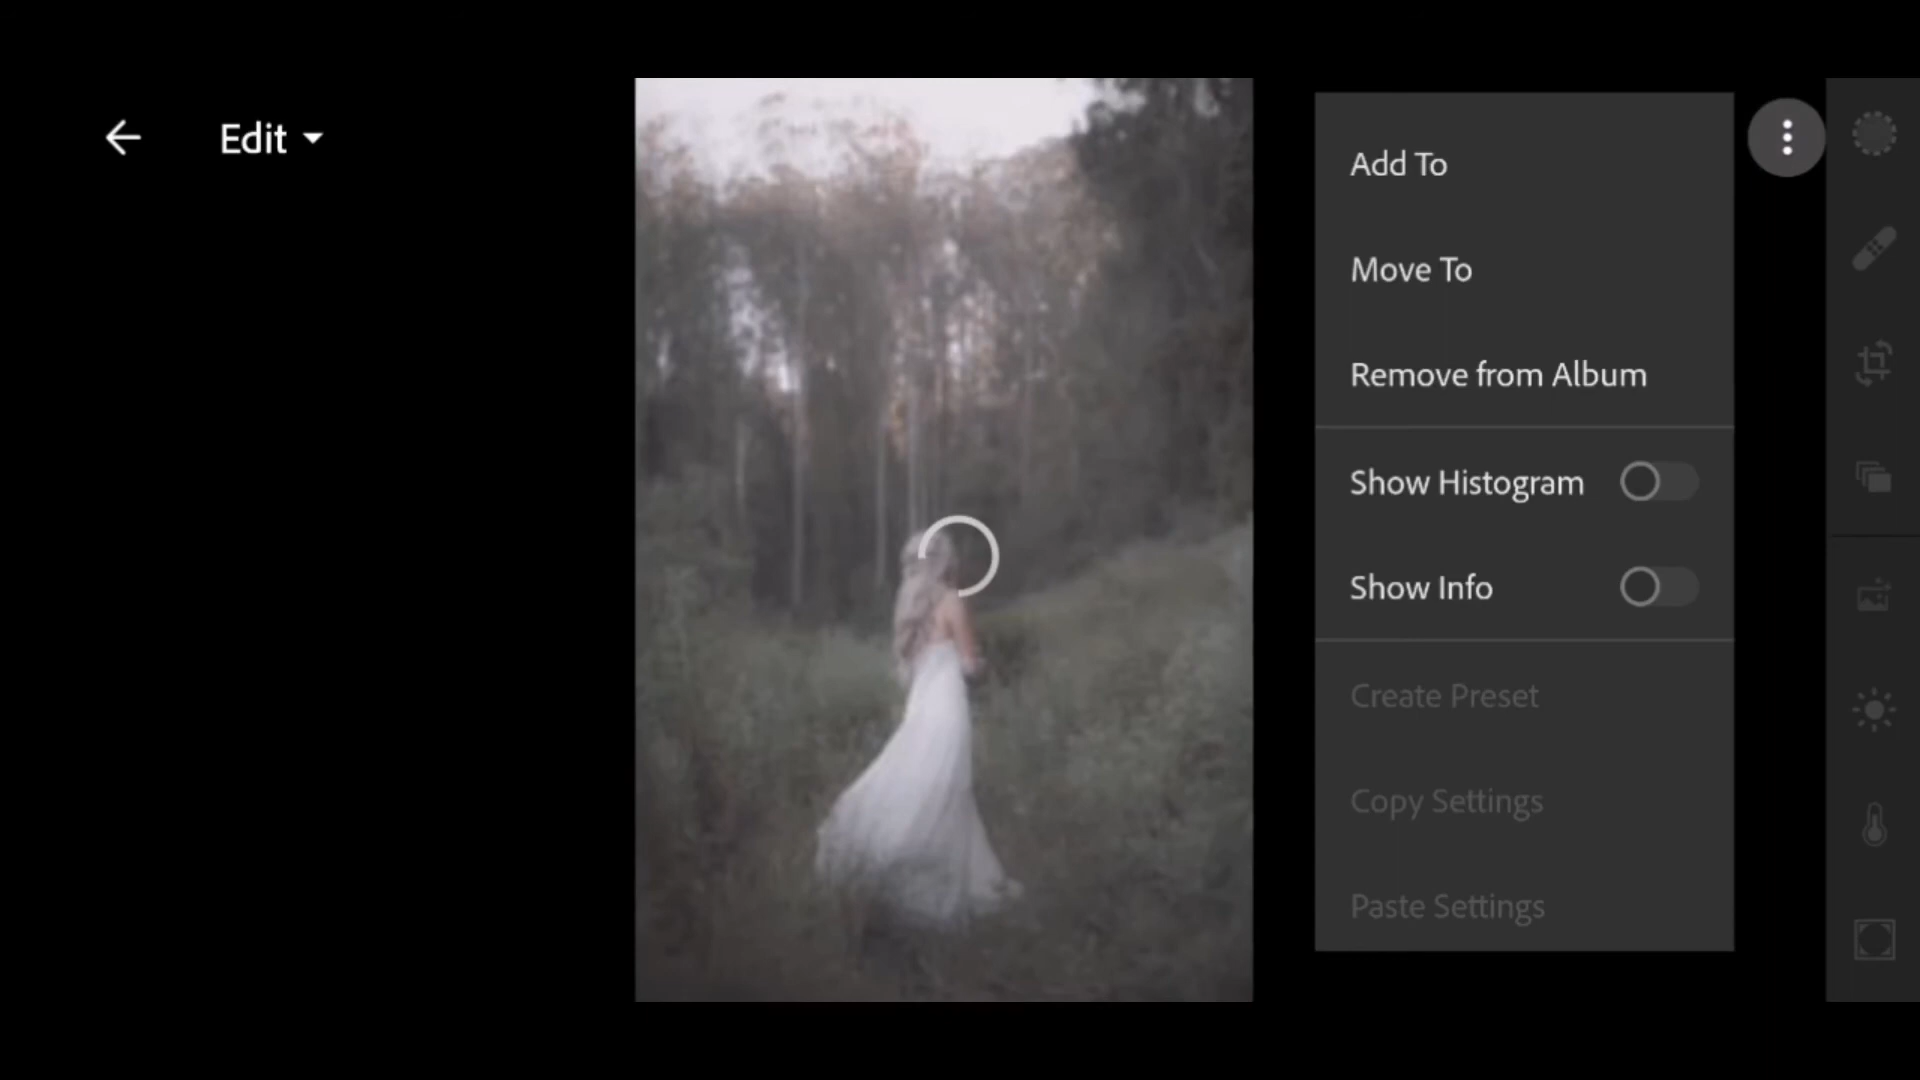 Edit
Add To
Move To
Remove from Album
Show Histogram
Show Info
Create Preset
Copy Settings
Paste Settings